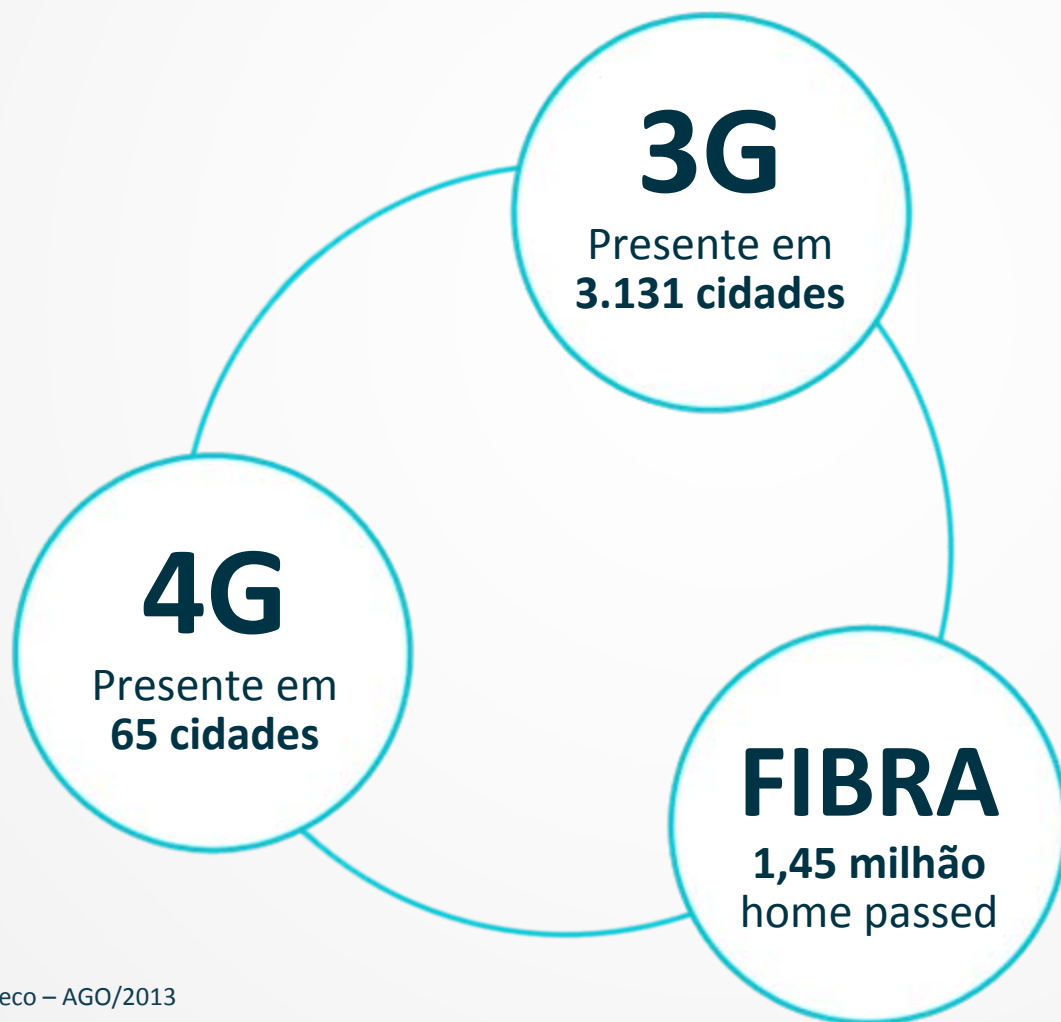 3G
Presente em
3.131 cidades
4G
Presente em
65 cidades
FIBRA
1,45 milhão
home passed
– AGO/2013